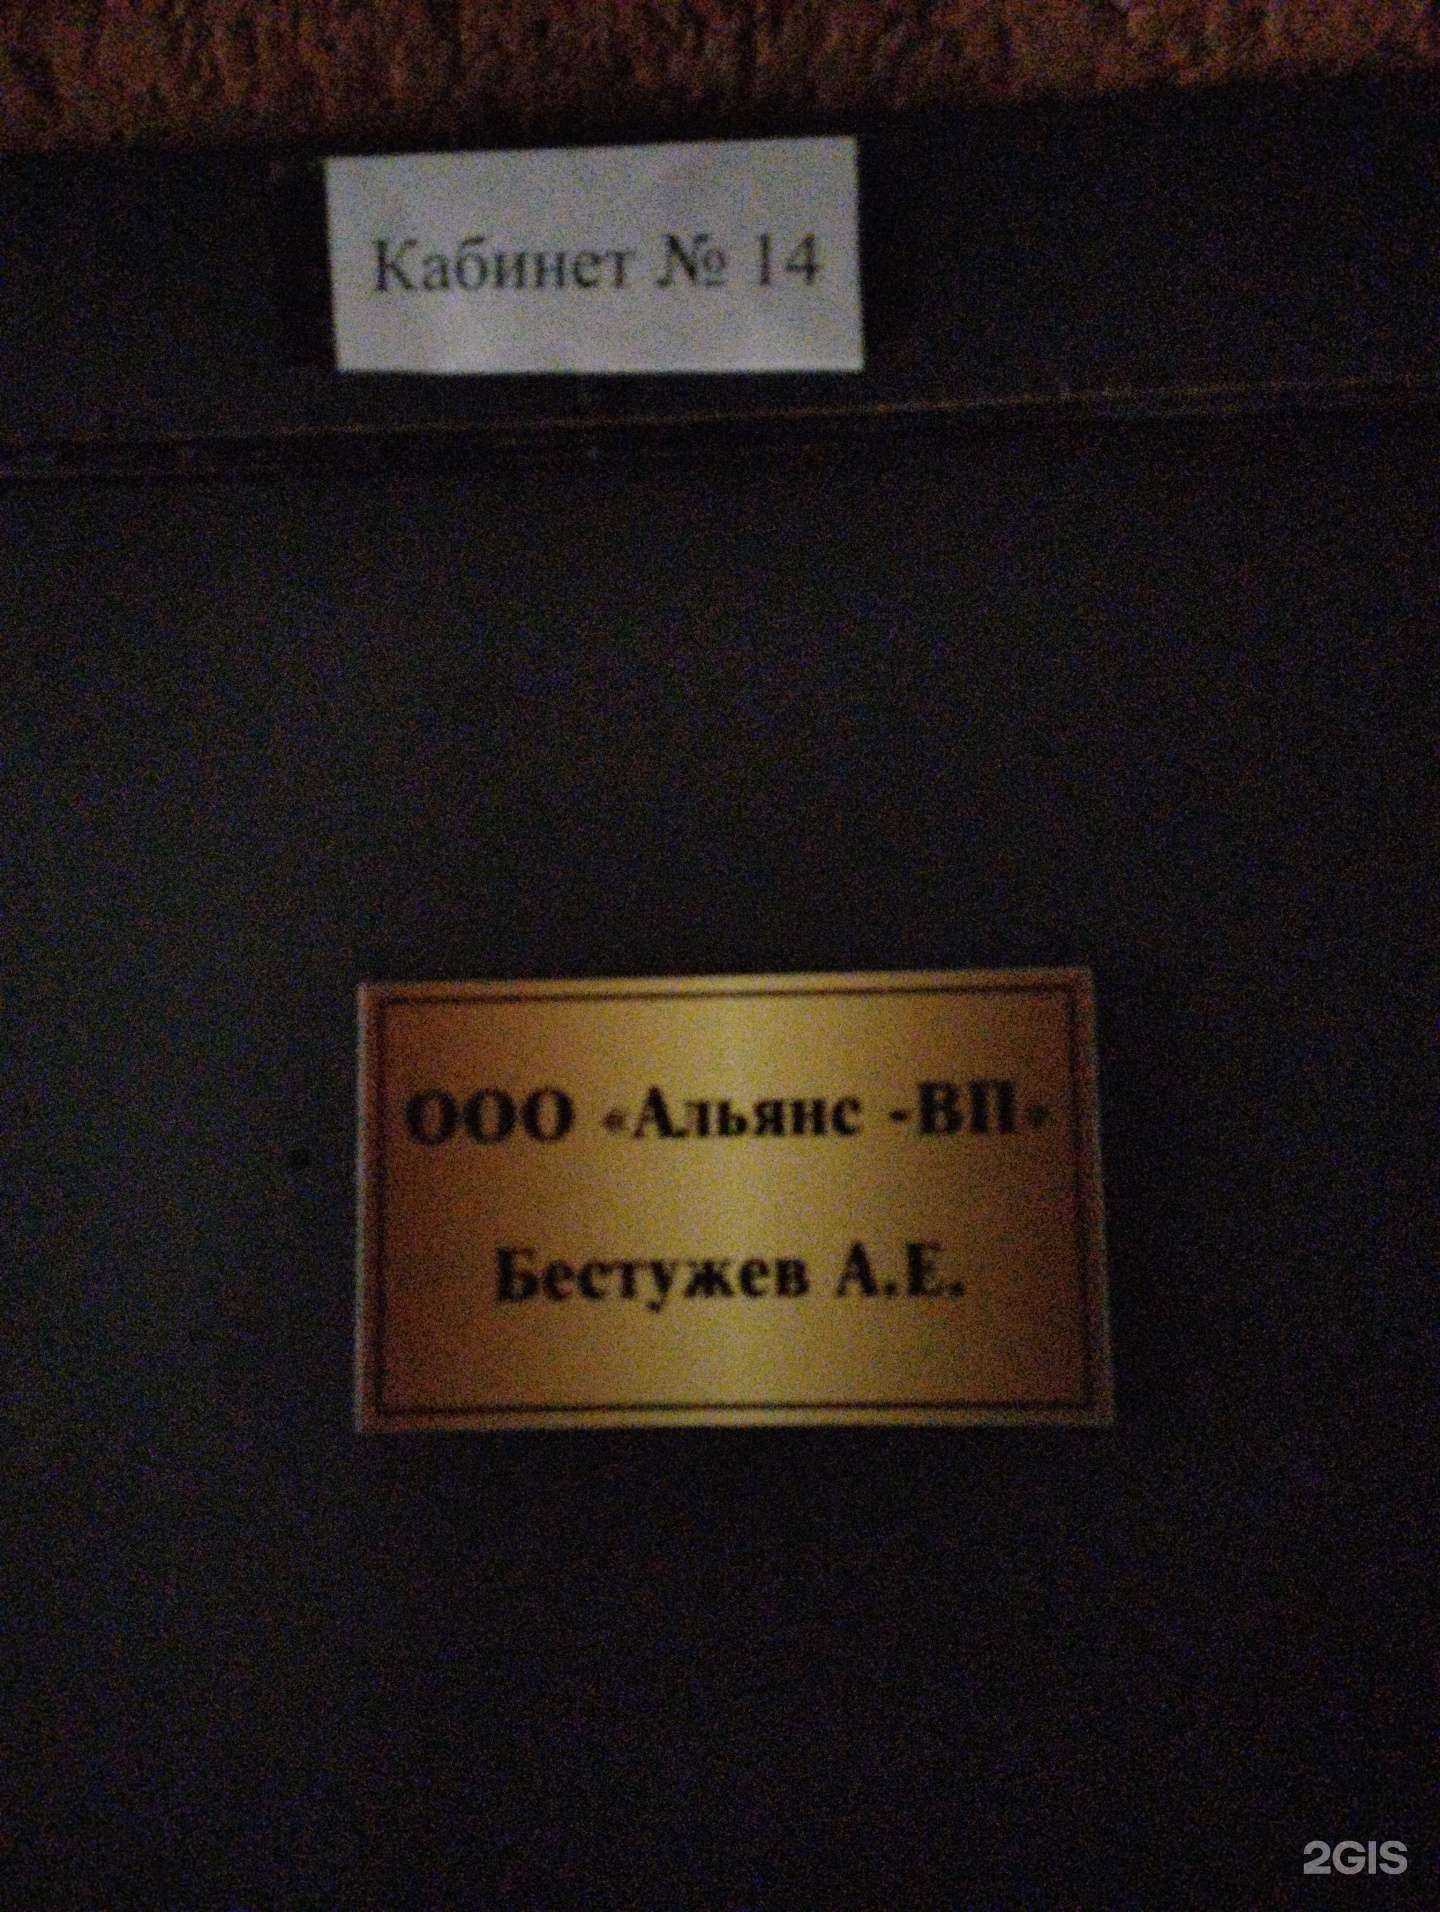 Кабинет № 14
ООО «Альянс -ВП»
Бестужев А.Е.
2GIS